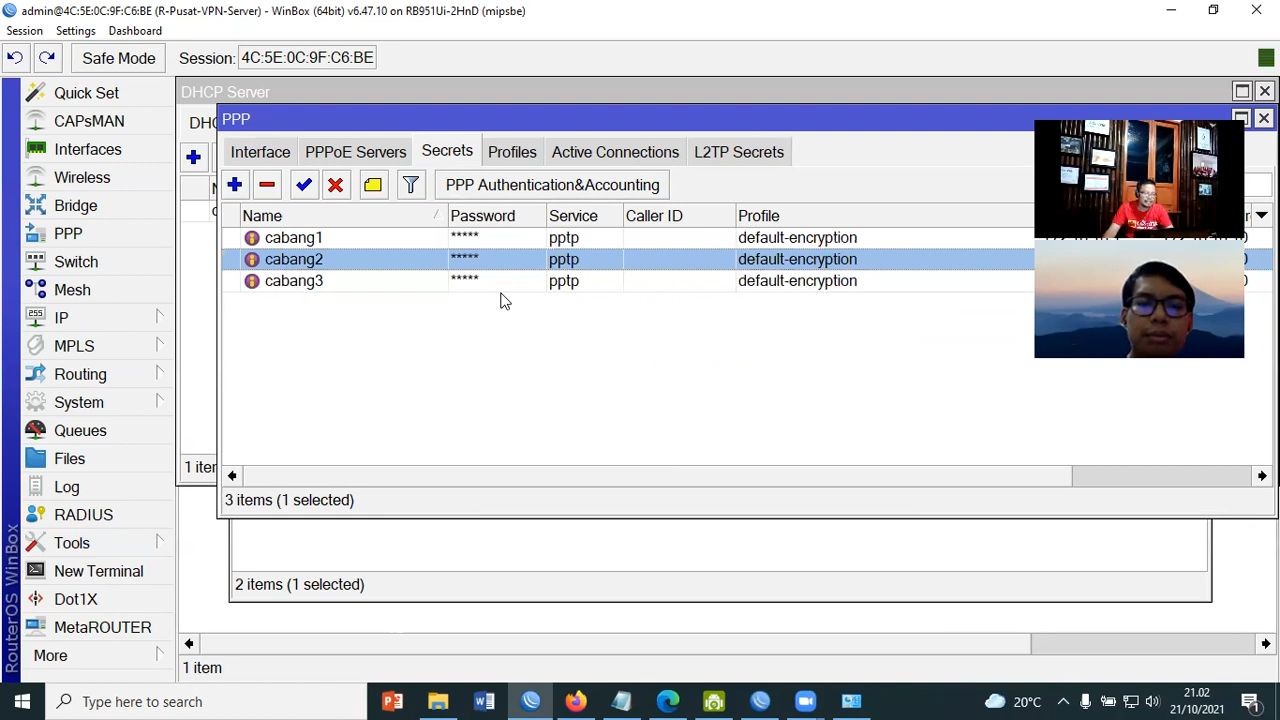 admin@4C:5E:0C:9F:C6:BE (R-Pusat-VPN-Server) - WinBox (64bit) v6.47.10 on RB951Ui-2HnD (mipsbe)
Session Settings Dashboard
Safe Mode Session: 4C:5E:0C:9F:C6:BE
Quick Set
CAPsMAN
Interfaces
Wireless
Bridge
PPP
Switch
Mesh
255
IP
MPLS
Routing
System
Queues
Files
Log
RADIUS
Tools
New Terminal
Dot1X
MetaROUTER
More
RouterOS WinBox
DHCP Server
DHC
1 iter
PPP
Interface PPPoE Servers Secrets Profiles Active Connections L2TP Secrets
PPP Authentication&Accounting
Name Password Service Caller ID Profile
cabang1 ***** pptp default-encryption
cabang2 ***** pptp default-encryption
cabang3 ***** pptp default-encryption
3 items (1 selected)
2 items (1 selected)
1 item
Type here to search
20°C
21.02
21/10/2021
1